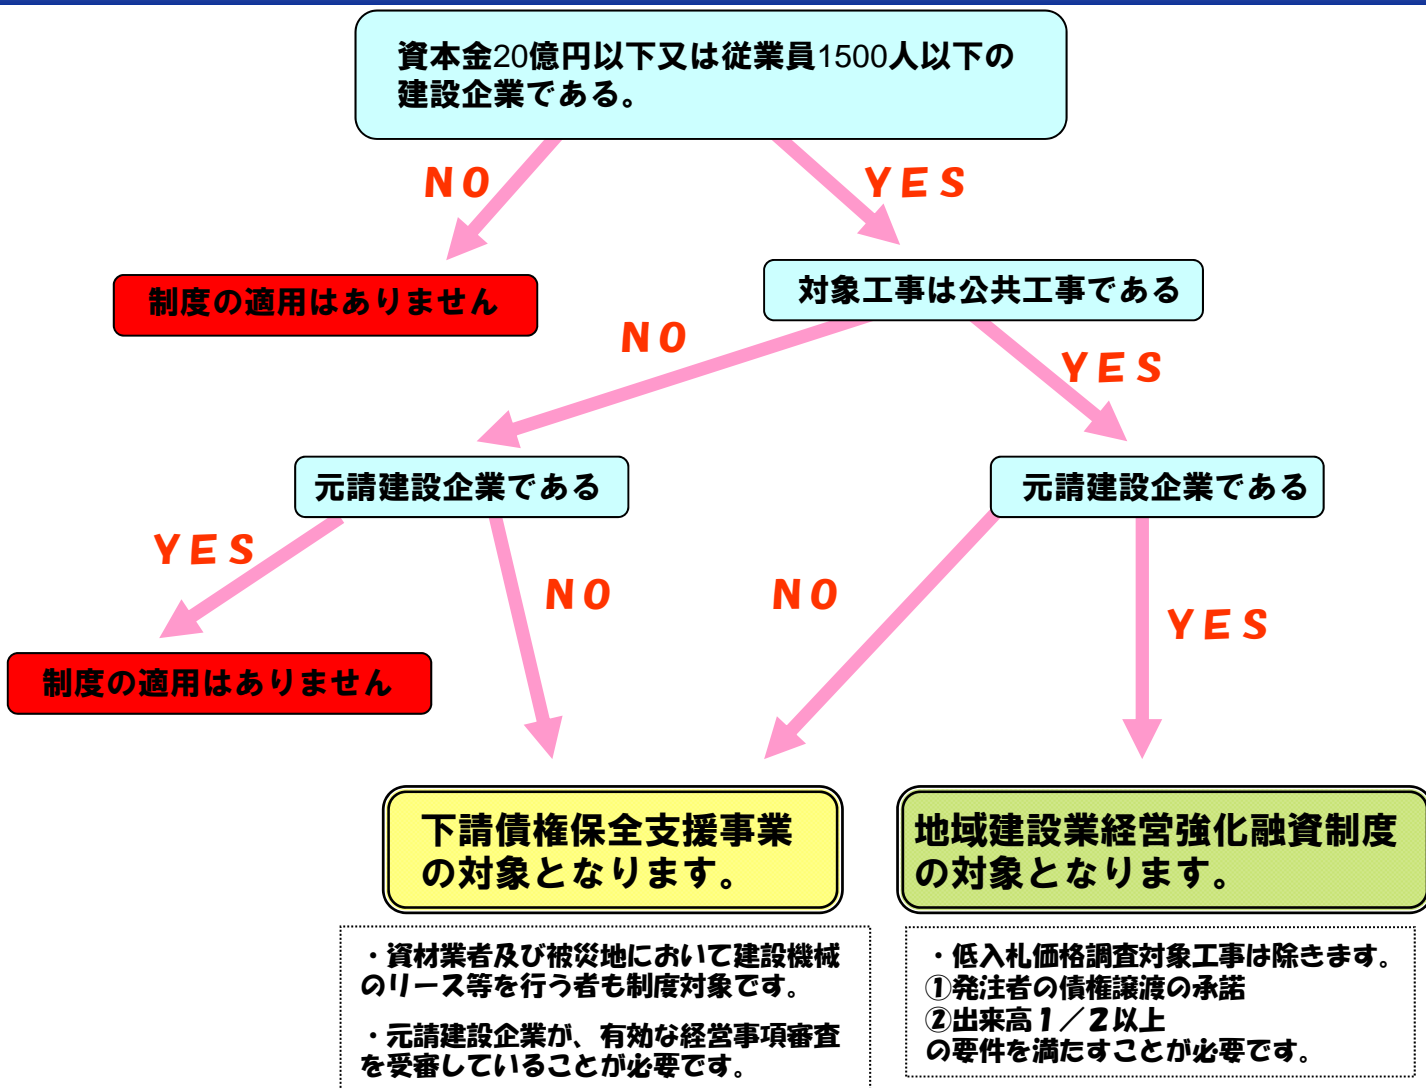 資本金20億円以下又は従業員1500人以下の
建設企業である。
NO
YES
制度の適用はありません
対象工事は公共工事である
NO
YES
元請建設企業である
元請建設企業である
YES
NO
NO
YES
制度の適用はありません
下請債権保全支援事業
の対象となります。
地域建設業経営強化融資制度
の対象となります。
・資材業者及び被災地において建設機械
のリース等を行う者も制度対象です。
・元請建設企業が、有効な経営事項審査
を受審していることが必要です。
・低入札価格調査対象工事は除きます。
①発注者の債権譲渡の承諾
②出来高1／2以上
の要件を満たすことが必要です。